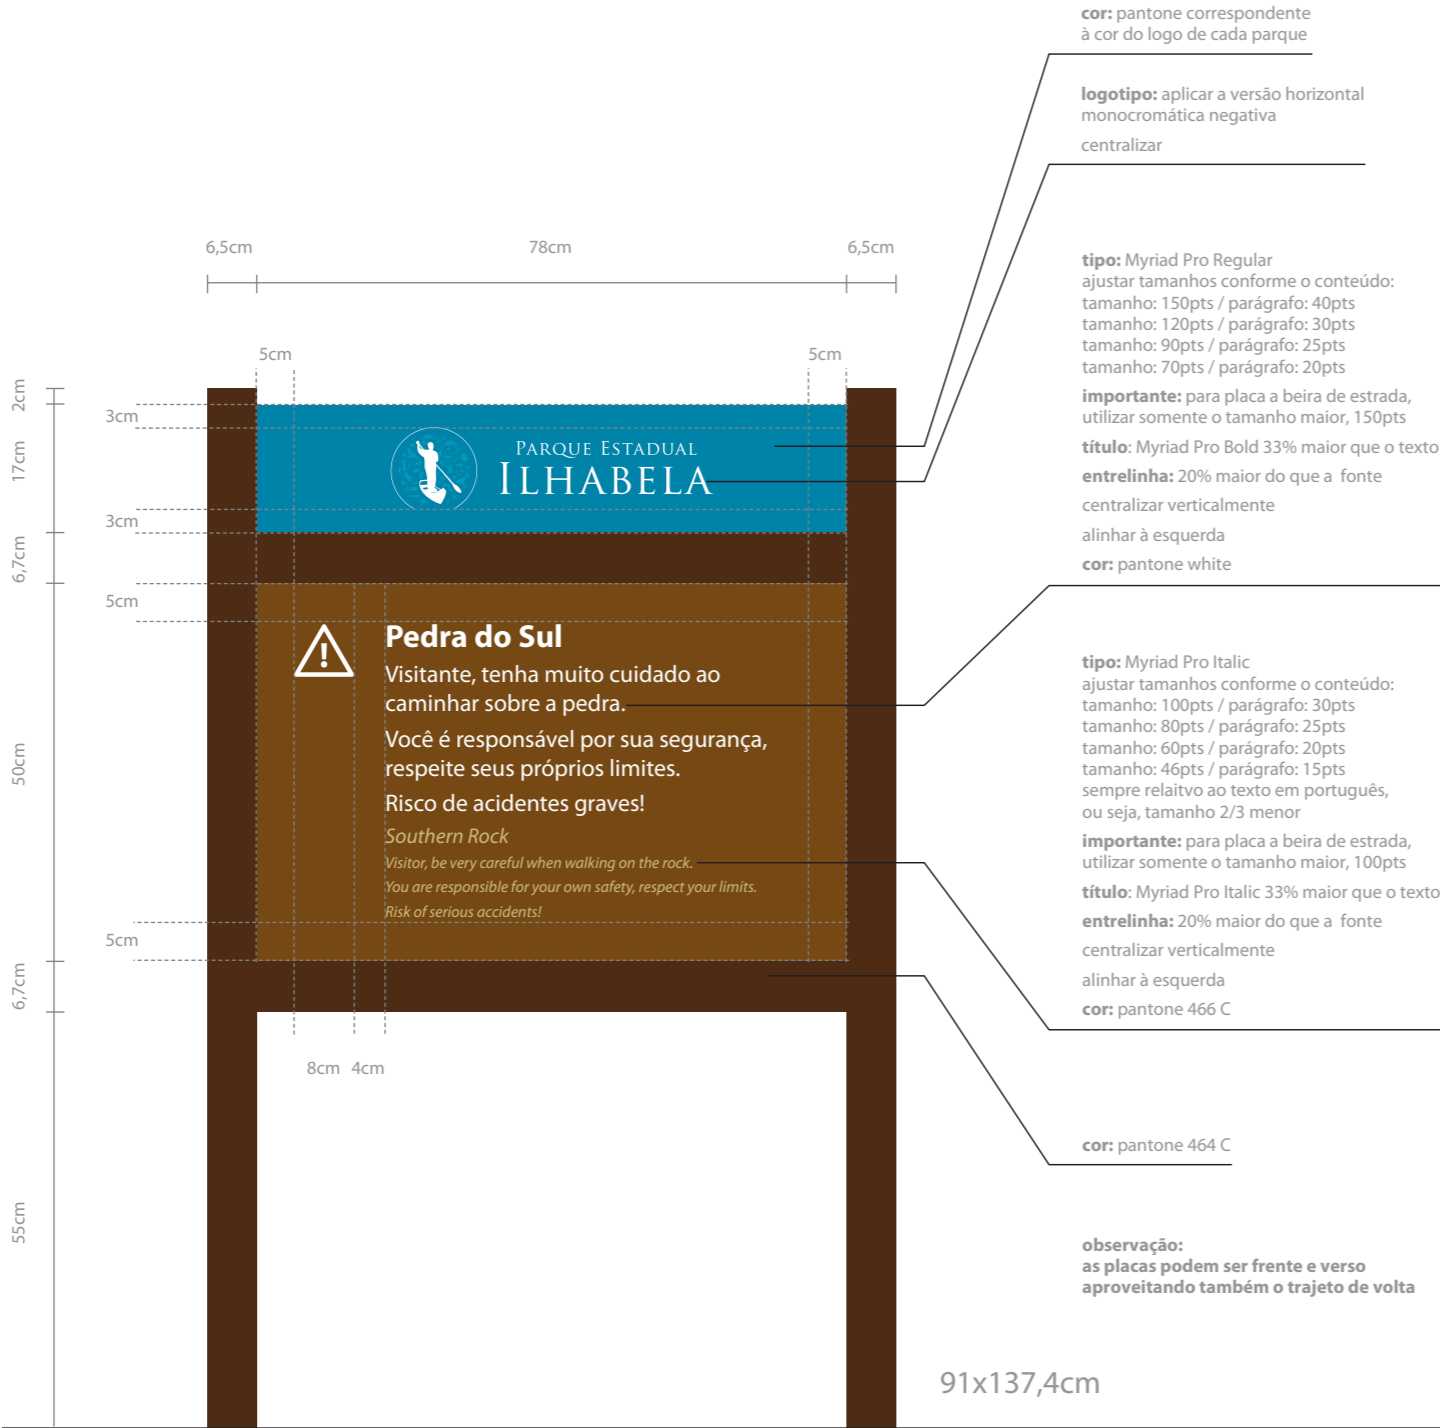 cor: pantone correspondente
à cor do logo de cada parque
logotipo: aplicar a versão horizontal
monocromática negativa
centralizar
6,5cm
78cm
6,5cm
tipo: Myriad Pro Regular
ajustar tamanhos conforme o conteúdo:
tamanho: 150pts / parágrafo: 40pts
tamanho: 120pts / parágrafo: 30pts
tamanho: 90pts / parágrafo: 25pts
tamanho: 70pts / parágrafo: 20pts
importante: para placa a beira de estrada,
utilizar somente o tamanho maior, 150pts
título: Myriad Pro Bold 33% maior que o texto
entrelinha: 20% maior do que a fonte
centralizar verticalmente
alinhar à esquerda
cor: pantone white
5cm
5cm
2cm
3cm
17cm
3cm
6,7cm
5cm
50cm
5cm
6,7cm
55cm
PARQUE ESTADUAL
ILHABELA
Pedra do Sul
Visitante, tenha muito cuidado ao
caminhar sobre a pedra.
Você é responsável por sua segurança,
respeite seus próprios limites.
Risco de acidentes graves!
Southern Rock
Visitor, be very careful when walking on the rock.
You are responsible for your own safety, respect your limits.
Risk of serious accidents!
8cm
4cm
tipo: Myriad Pro Italic
ajustar tamanhos conforme o conteúdo:
tamanho: 100pts / parágrafo: 30pts
tamanho: 80pts / parágrafo: 25pts
tamanho: 60pts / parágrafo: 20pts
tamanho: 46pts / parágrafo: 15pts
sempre relaitvo ao texto em português,
ou seja, tamanho 2/3 menor
importante: para placa a beira de estrada,
utilizar somente o tamanho maior, 100pts
título: Myriad Pro Italic 33% maior que o texto
entrelinha: 20% maior do que a fonte
centralizar verticalmente
alinhar à esquerda
cor: pantone 466 C
cor: pantone 464 C
observação:
as placas podem ser frente e verso
aproveitando também o trajeto de volta
91x137,4cm